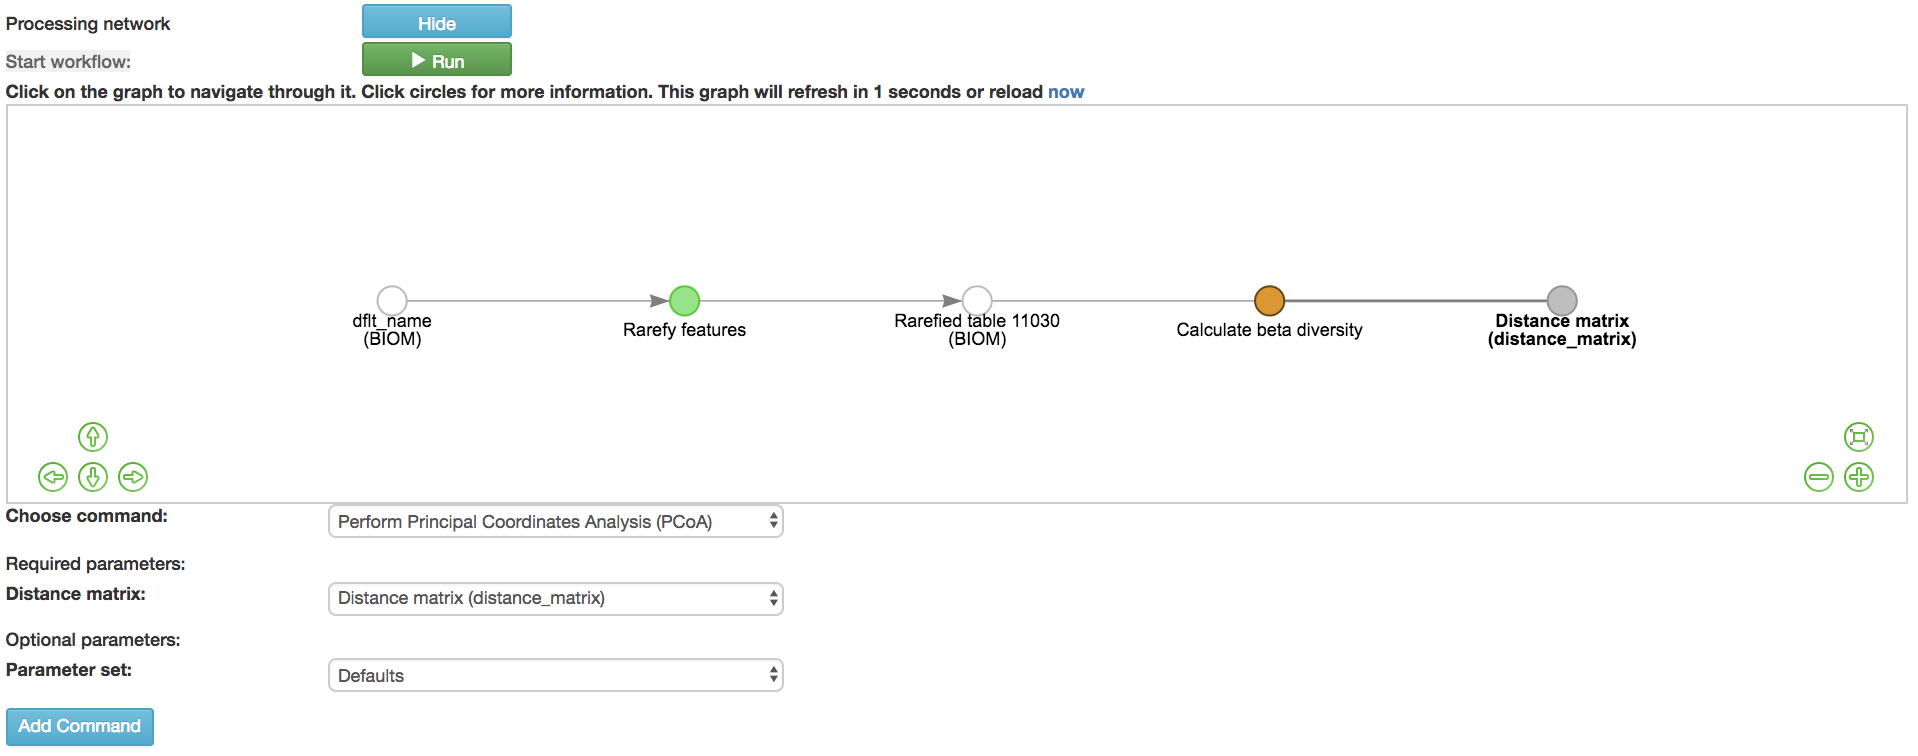 Processing network
Hide
Start workflow:
Run
Click on the graph to navigate through it. Click circles for more information. This graph will refresh in 1 seconds or reload now
dflt_name
(BIOM)
Rarefy features
Rarefied table 11030
(BIOM)
Calculate beta diversity
Distance matrix
(distance_matrix)
Choose command:
Perform Principal Coordinates Analysis (PCoA)
Required parameters:
Distance matrix:
Distance matrix (distance_matrix)
Optional parameters:
Parameter set:
Defaults
Add Command